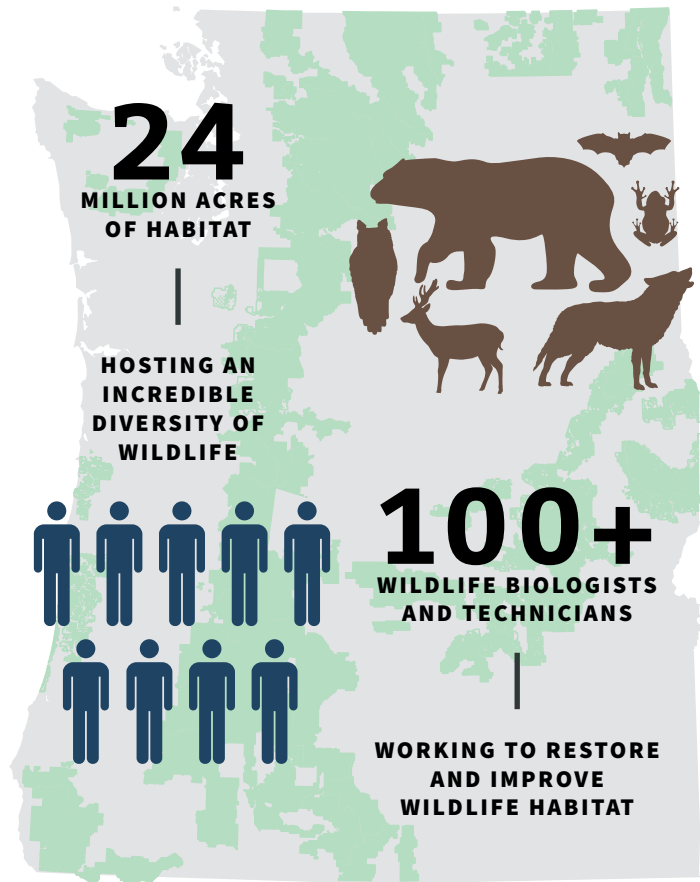 24
MILLION ACRES
OF HABITAT
HOSTING AN
INCREDIBLE
DIVERSITY OF
WILDLIFE
100+
WILDLIFE BIOLOGISTS
AND TECHNICIANS
WORKING TO RESTORE
AND IMPROVE
WILDLIFE HABITAT